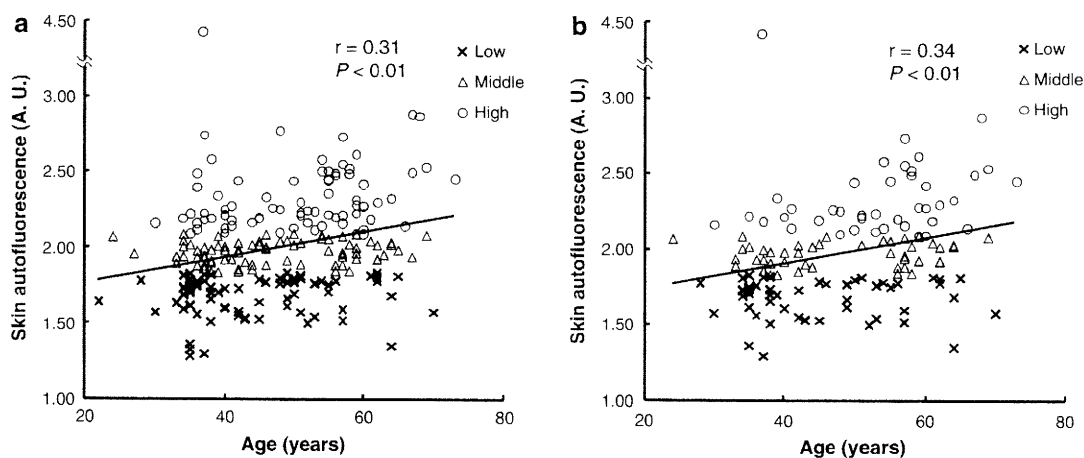 a
4.50
3.00
2.50
2.00
1.50
1.00
20
40
60
80
Skin autofluorescence (A. U.)
Age (years)
r = 0.31
P < 0.01
Low
Middle
High
b
4.50
3.00
2.50
2.00
1.50
1.00
20
40
60
80
Skin autofluorescence (A. U.)
Age (years)
r = 0.34
P < 0.01
Low
Middle
High